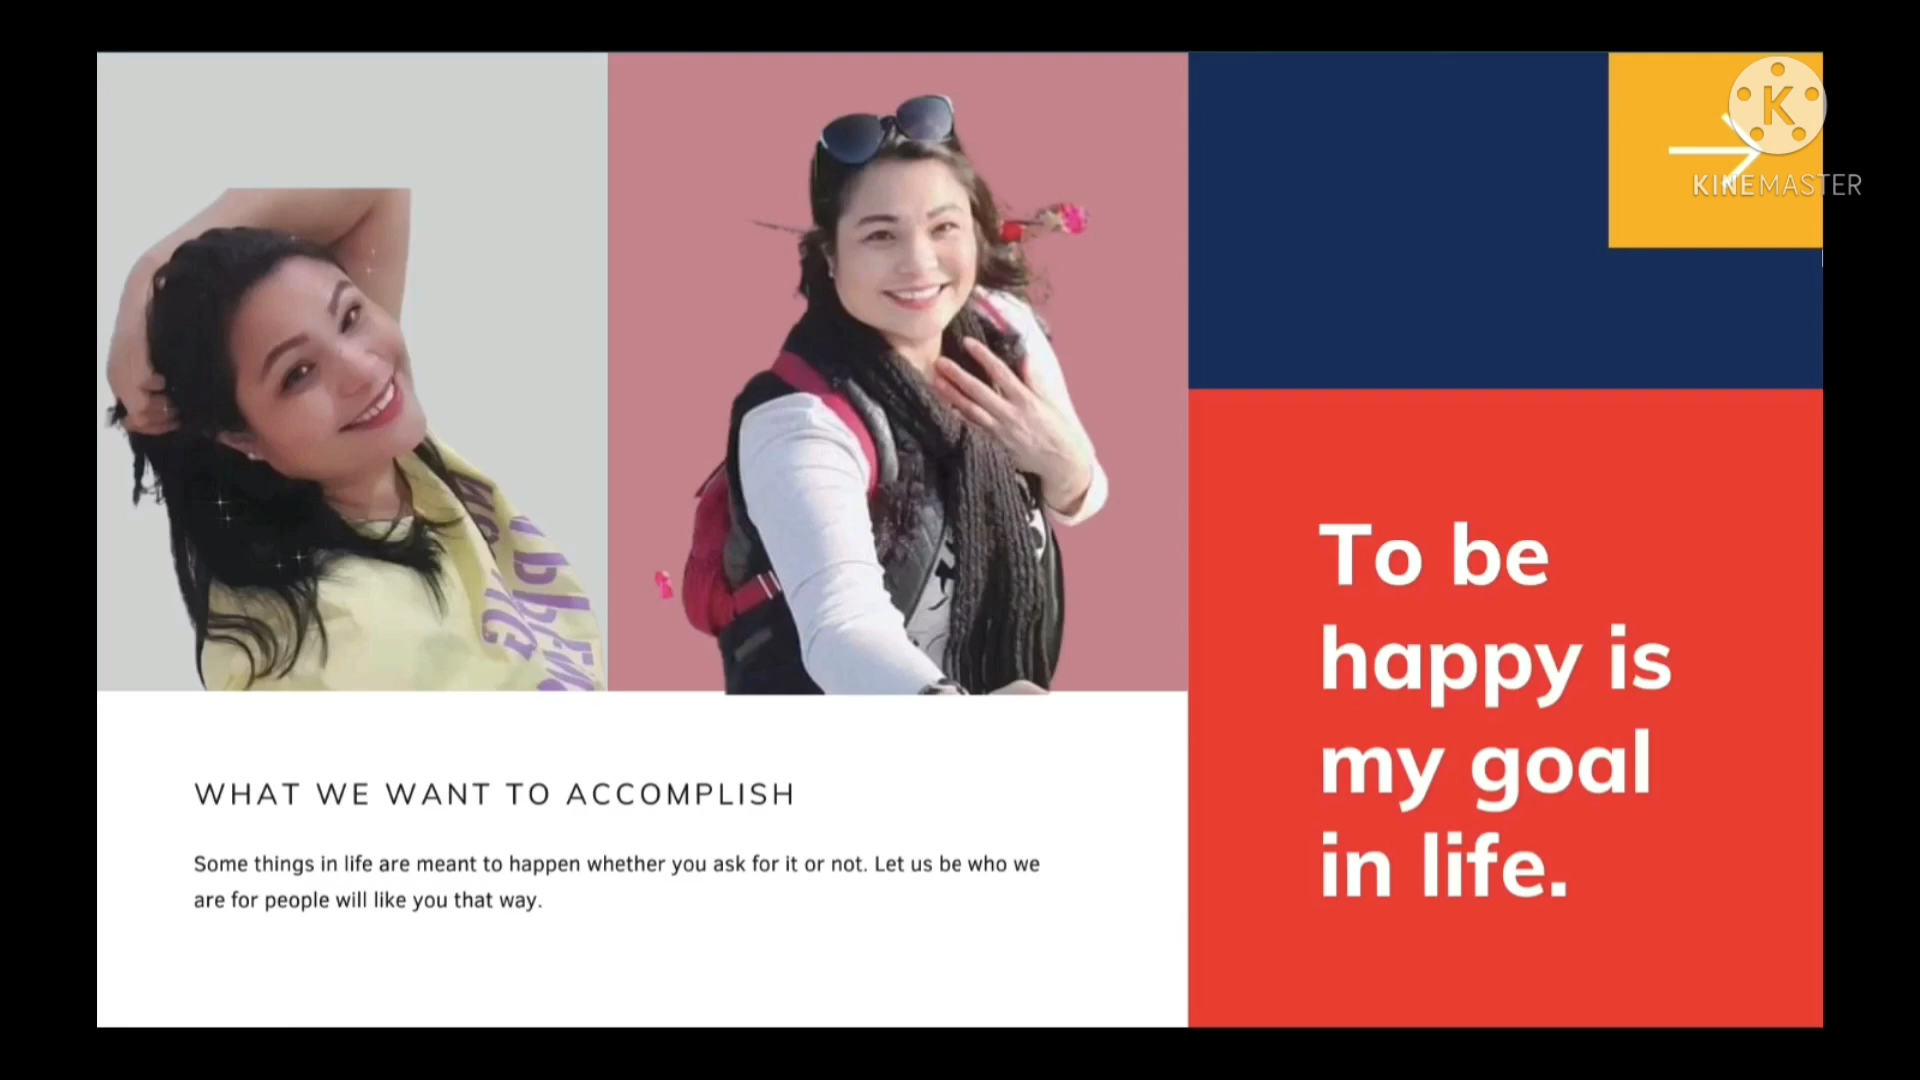 K
KINEMASTER
WHAT WE WANT TO ACCOMPLISH
Some things in life are meant to happen whether you ask for it or not. Let us be who we
are for people will like you that way.
To be
happy is
my goal
in life.